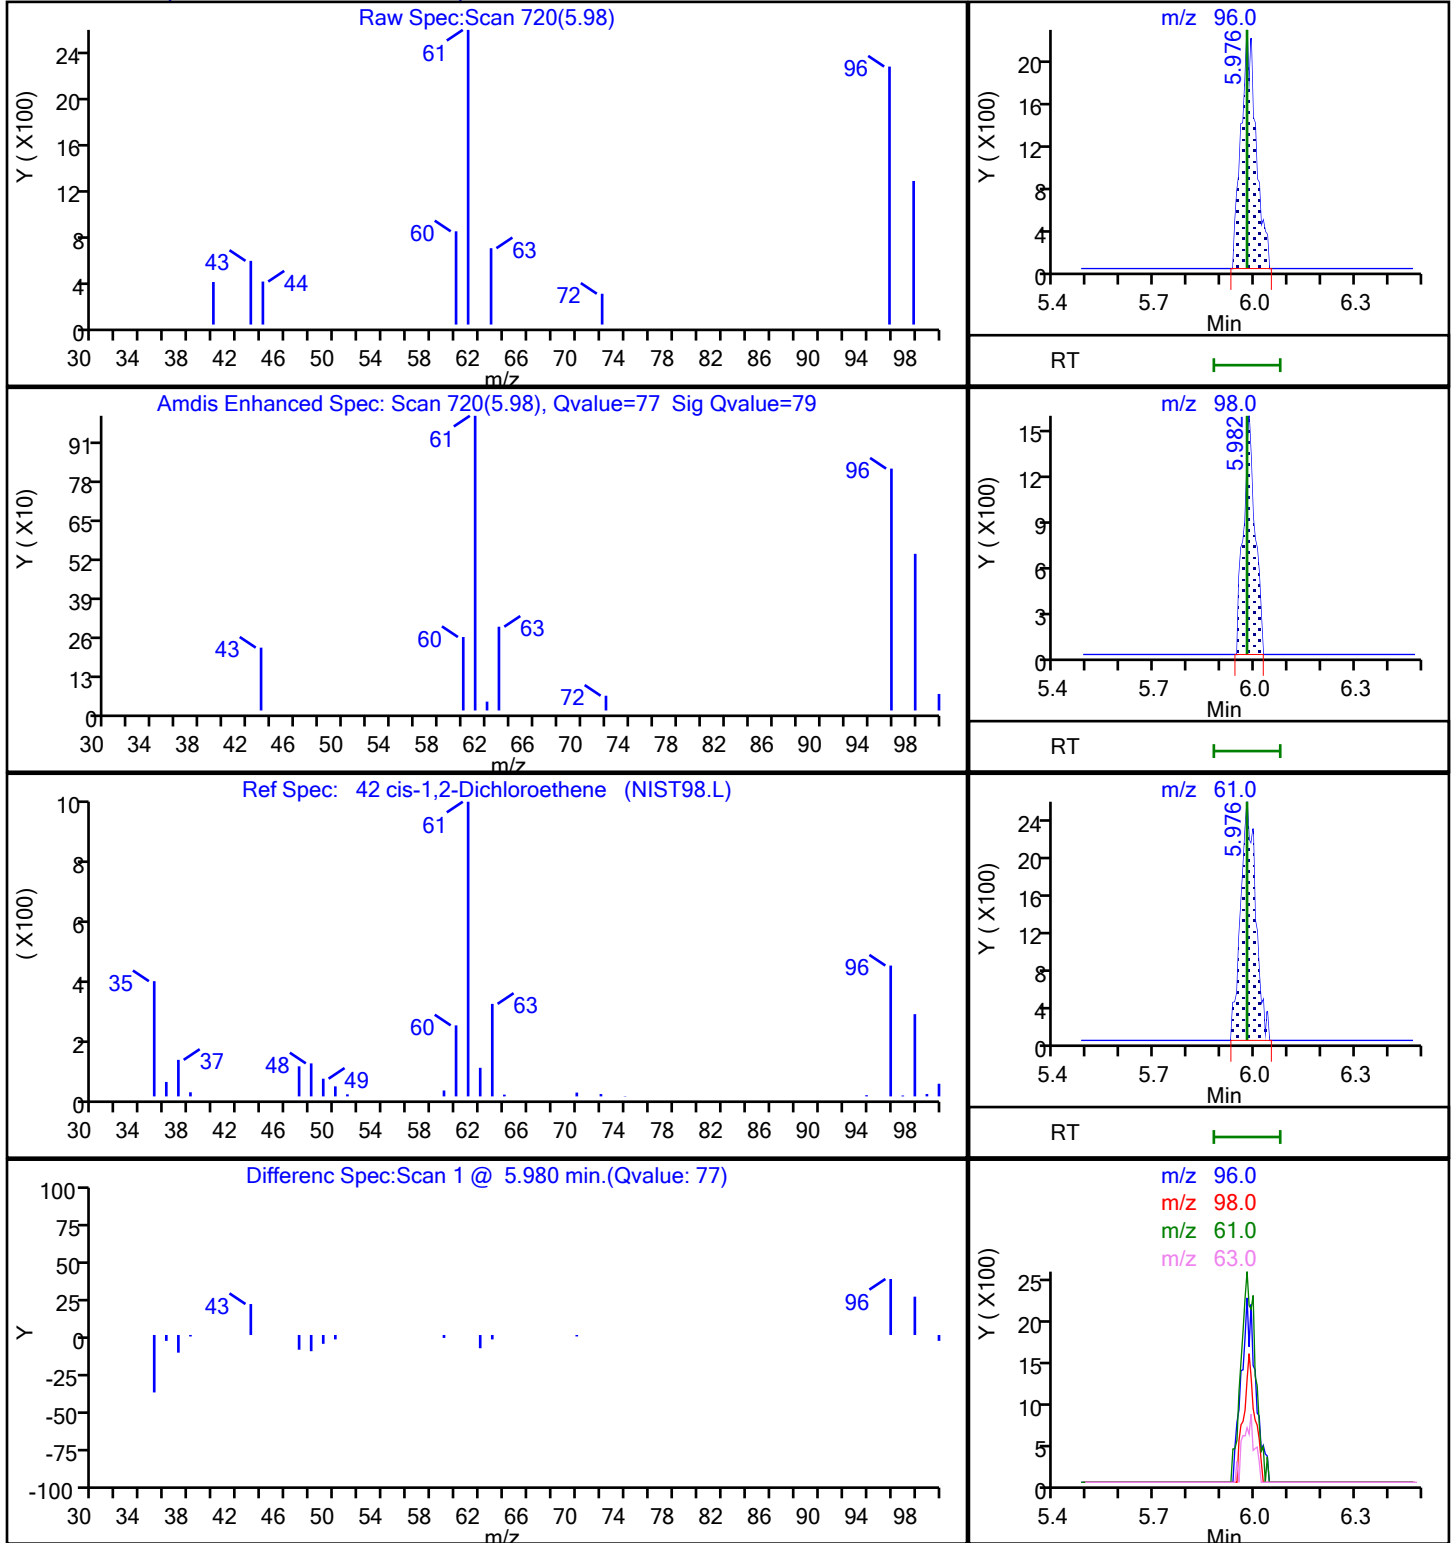 Raw Spec:Scan 720(5.98)
Y ( X100)
24
20
16
12
8
4
0
61
96
60
63
43
44
72
30 34 38 42 46 50 54 58 62 66 70 74 78 82 86 90 94 98
m/z
m/z 96.0
Y ( X100)
20
16
12
8
4
0
5.976
5.4 5.7 6.0 6.3
Min
RT
Amdis Enhanced Spec: Scan 720(5.98), Qvalue=77 Sig Qvalue=79
Y ( X10)
91
78
65
52
39
26
13
0
61
96
60
63
43
72
30 34 38 42 46 50 54 58 62 66 70 74 78 82 86 90 94 98
m/z
m/z 98.0
Y ( X100)
15
12
9
6
3
0
5.982
5.4 5.7 6.0 6.3
Min
RT
Ref Spec: 42 cis-1,2-Dichloroethene (NIST98.L)
( X100)
10
8
6
4
2
0
61
35
96
60
63
37
48
49
30 34 38 42 46 50 54 58 62 66 70 74 78 82 86 90 94 98
m/z 61.0
Y ( X100)
24
20
16
12
8
4
0
5.976
5.4 5.7 6.0 6.3
Min
RT
Differenc Spec:Scan 1 @ 5.980 min.(Qvalue: 77)
Y
100
75
50
25
0
-25
-50
-75
-100
43
96
30 34 38 42 46 50 54 58 62 66 70 74 78 82 86 90 94 98
m/z
m/z 96.0
m/z 98.0
m/z 61.0
m/z 63.0
Y ( X100)
25
20
15
10
5
0
5.4 5.7 6.0 6.3
Min